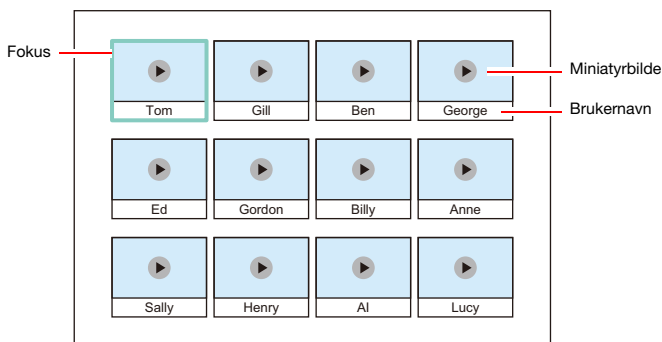 Fokus
Miniatyrbilde
Tom Gill Ben George
Brukernavn
Ed Gordon Billy Anne
Sally Henry Al Lucy